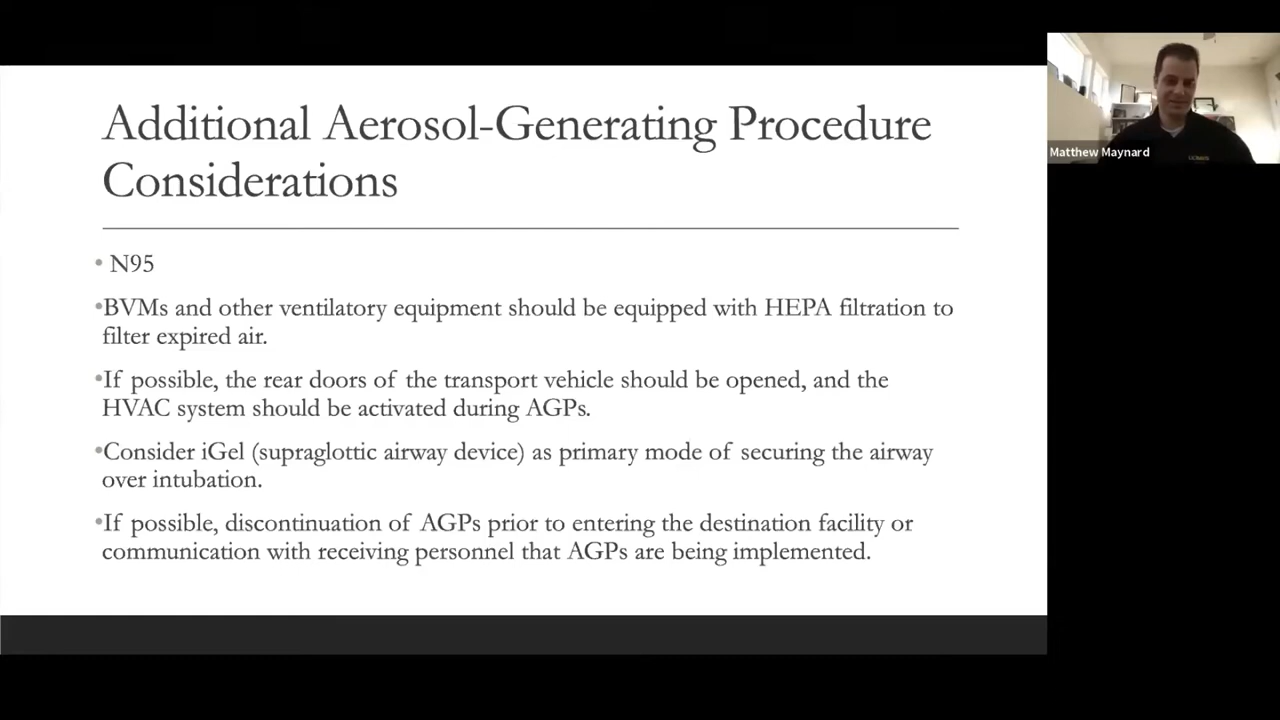 Additional Aerosol-Generating Procedure
Considerations
• N95
•BVMs and other ventilatory equipment should be equipped with HEPA filtration to
filter expired air.
•If possible, the rear doors of the transport vehicle should be opened, and the
HVAC system should be activated during AGPs.
•Consider iGel (supraglottic airway device) as primary mode of securing the airway
over intubation.
•If possible, discontinuation of AGPs prior to entering the destination facility or
communication with receiving personnel that AGPs are being implemented.
Matthew Maynard